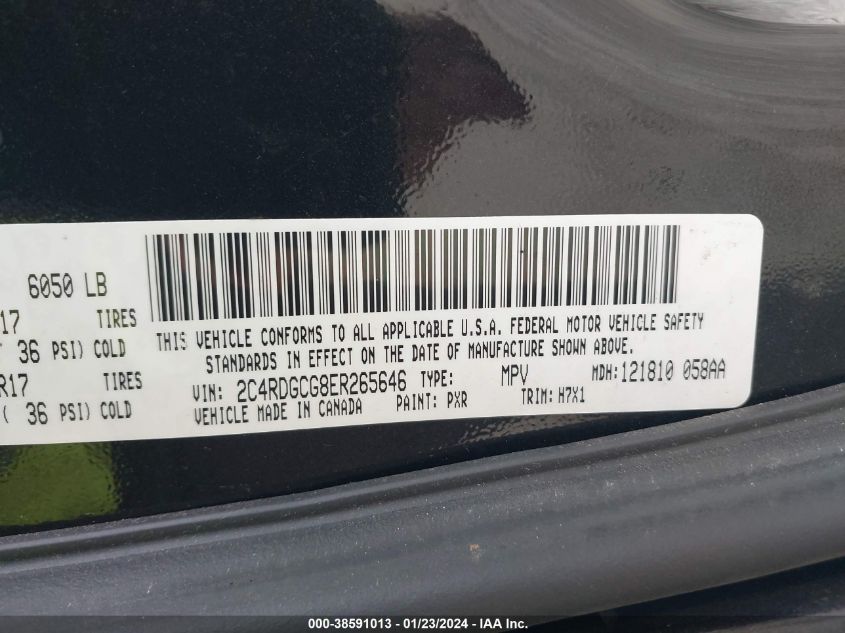 6050 LB
17 TIRES
36 PSI) COLD
R17 TIRES
( 36 PSI) COLD
THIS VEHICLE CONFORMS TO ALL APPLICABLE U.S.A. FEDERAL MOTOR VEHICLE SAFETY
STANDARDS IN EFFECT ON THE DATE OF MANUFACTURE SHOWN ABOVE.
VIN: 2C4RDGCG8ER265646 TYPE: MPV MDH: 121810 058AA
VEHICLE MADE IN CANADA PAINT: PXR TRIM: H7X1
000-38591013 - 01/23/2024 - IAA Inc.